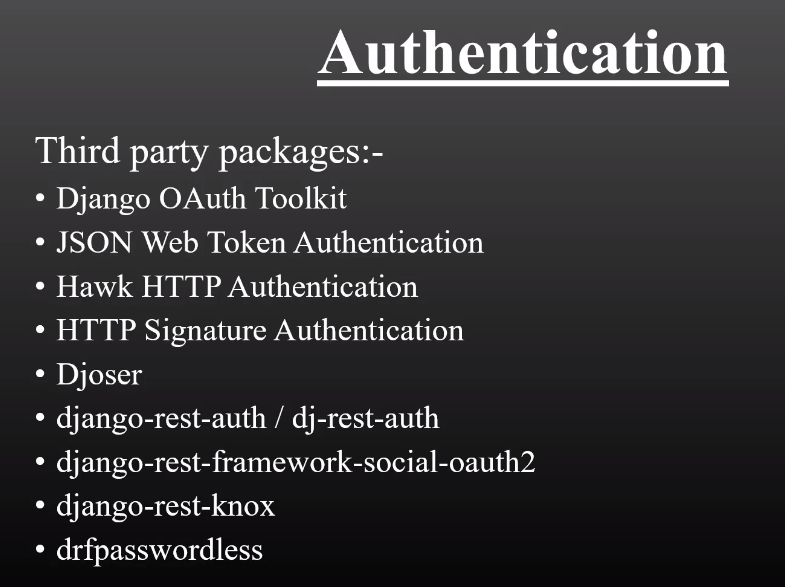 Authentication
Third party packages:-
• Django OAuth Toolkit
• JSON Web Token Authentication
• Hawk HTTP Authentication
• HTTP Signature Authentication
• Djoser
• django-rest-auth / dj-rest-auth
• django-rest-framework-social-oauth2
• django-rest-knox
• drfpasswordless